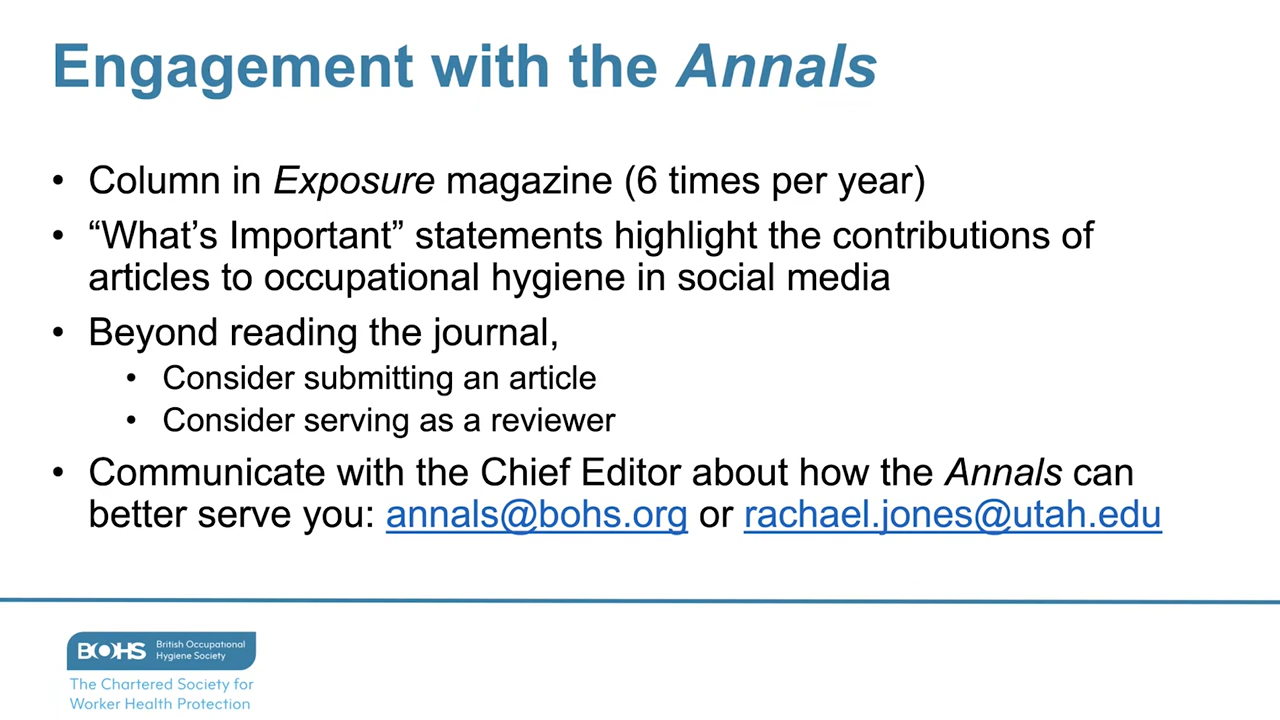 Engagement with the Annals
• Column in Exposure magazine (6 times per year)
• “What’s Important” statements highlight the contributions of
articles to occupational hygiene in social media
• Beyond reading the journal,
• Consider submitting an article
• Consider serving as a reviewer
• Communicate with the Chief Editor about how the Annals can
better serve you: annals@bohs.org or rachael.jones@utah.edu
BOHS British Occupational
Hygiene Society
The Chartered Society for
Worker Health Protection